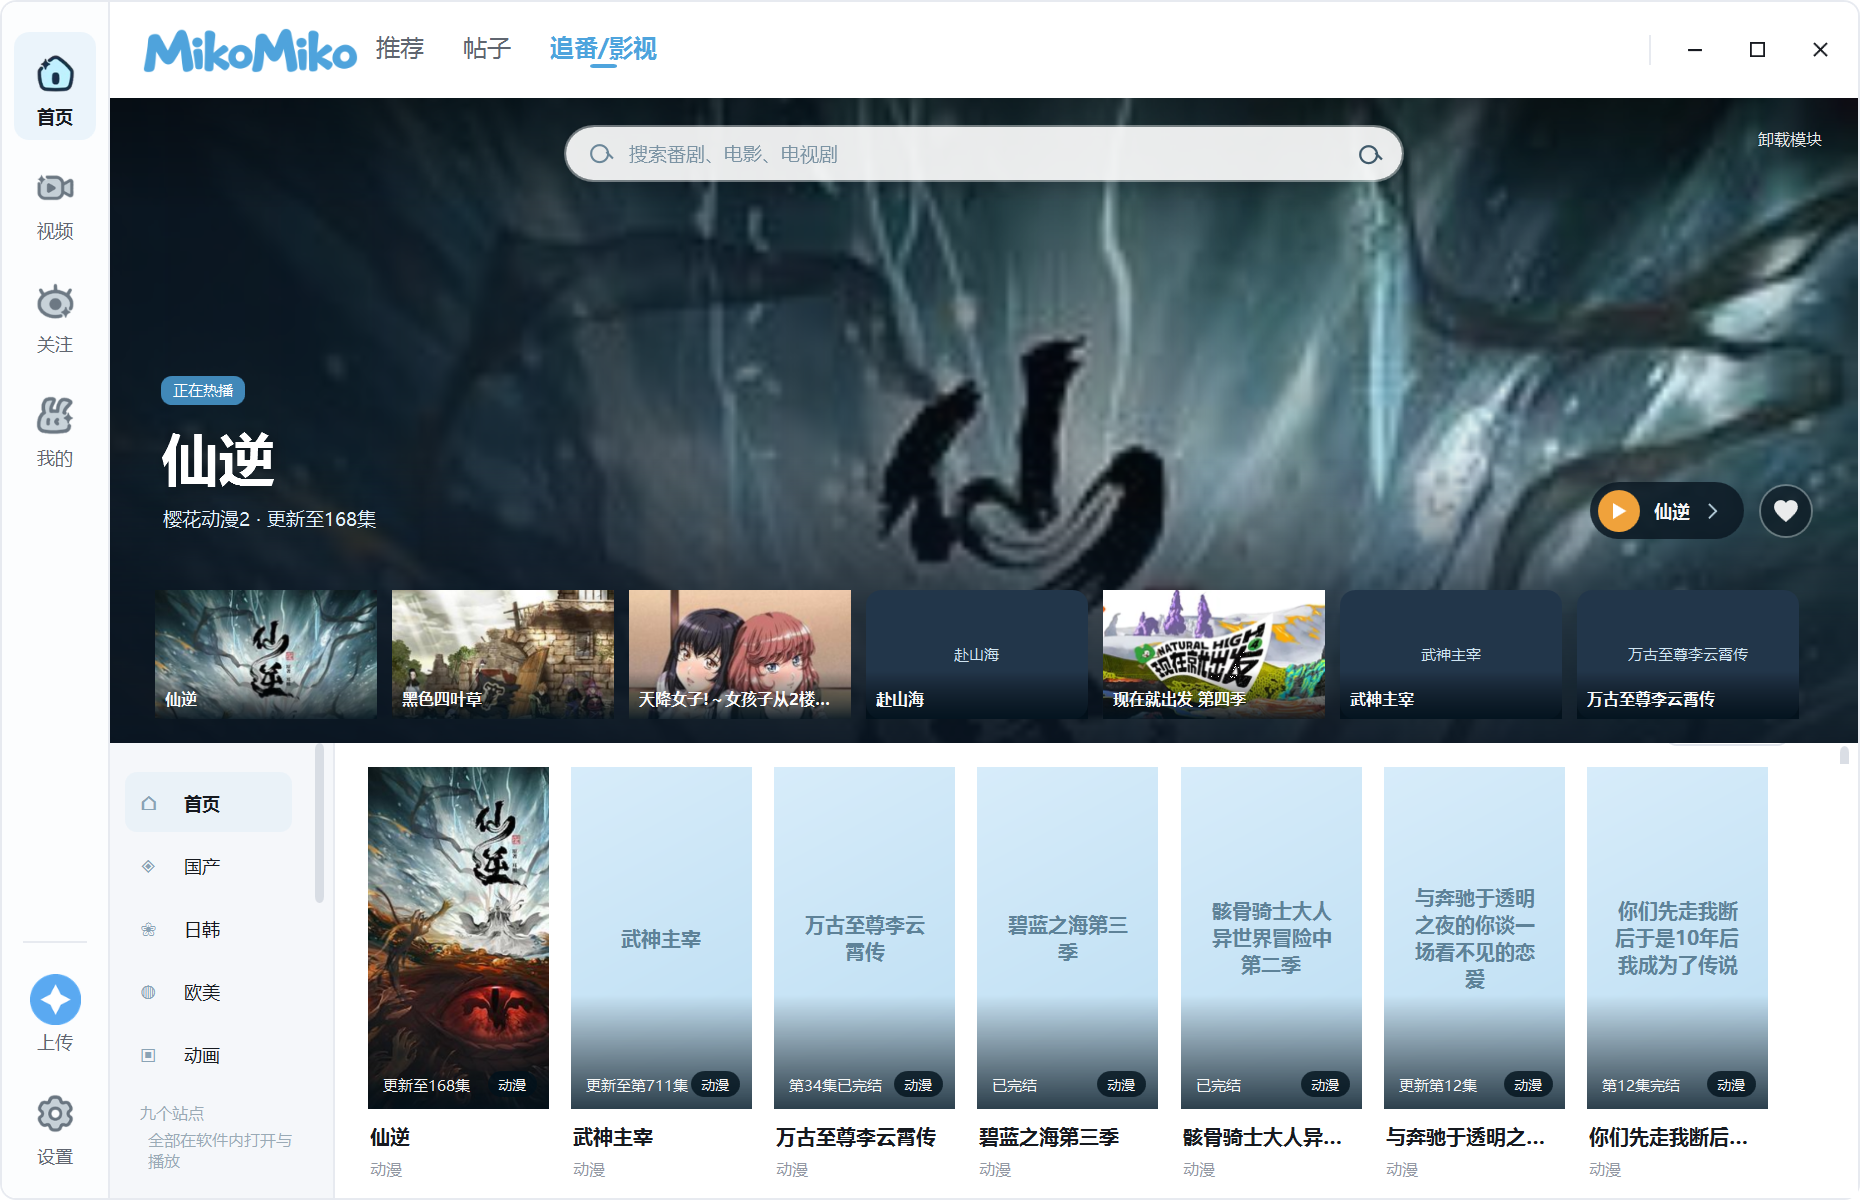 MikoMiko
推荐
帖子
追番/影视
首页
视频
关注
我的
上传
设置
搜索番剧、电影、电视剧
卸载模块
正在热播
仙逆
樱花动漫2 · 更新至168集
仙逆
仙逆
仙逆
仙逆
黑色四叶草
天降女子!～女孩子从2楼...
赴山海
赴山海
NATURAL HIGH
现在就出发
现在就出发 第四季
武神主宰
武神主宰
万古至尊李云霄传
万古至尊李云霄传
首页
国产
日韩
欧美
动画
九个站点
全部在软件内打开与
播放
仙逆
更新至168集
动漫
仙逆
动漫
武神主宰
更新至第711集
动漫
武神主宰
动漫
万古至尊李云
霄传
第34集已完结
动漫
万古至尊李云霄传
动漫
碧蓝之海第三
季
已完结
动漫
碧蓝之海第三季
动漫
骸骨骑士大人
异世界冒险中
第二季
已完结
动漫
骸骨骑士大人异...
动漫
与奔驰于透明
之夜的你谈一
场看不见的恋
爱
更新第12集
动漫
与奔驰于透明之...
动漫
你们先走我断
后于是10年后
我成为了传说
第12集完结
动漫
你们先走我断后...
动漫